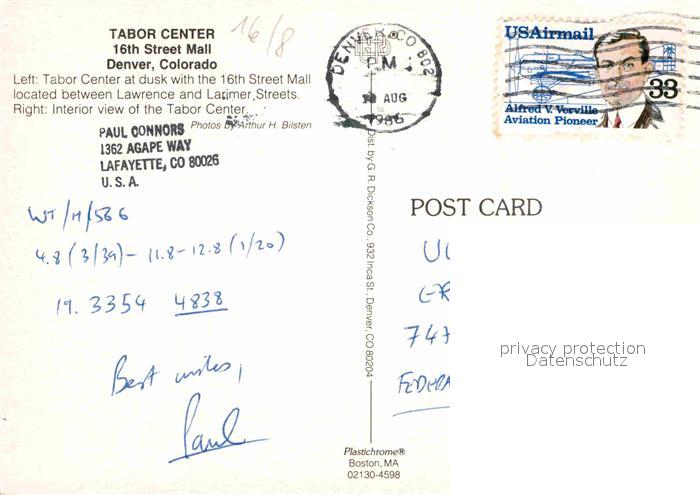 TABOR CENTER
16th Street Mall
Denver, Colorado
Left: Tabor Center at dusk with the 16th Street Mall
located between Lawrence and Larimer Streets.
Right: Interior view of the Tabor Center.
Photos by Arthur H. Bilsten
16/8
PAUL CONNORS
1362 AGAPE WAY
LAFAYETTE, CO 80026
U. S. A.
WT/H/566
4.8 (3/39) - 11.8 - 12.8 (1/20)
19. 3354 4838
Best wishes,
Paul
DENVER CO 802
PM
AUG
1986
Dist. by G. R. Dickson Co., 932 Inca St., Denver, CO 80204
Plastichrome®
Boston, MA
02130-4598
USAirmail
33
Alfred V. Verville
Aviation Pioneer
POST CARD
747
FEDERA
privacy protection
Datenschutz